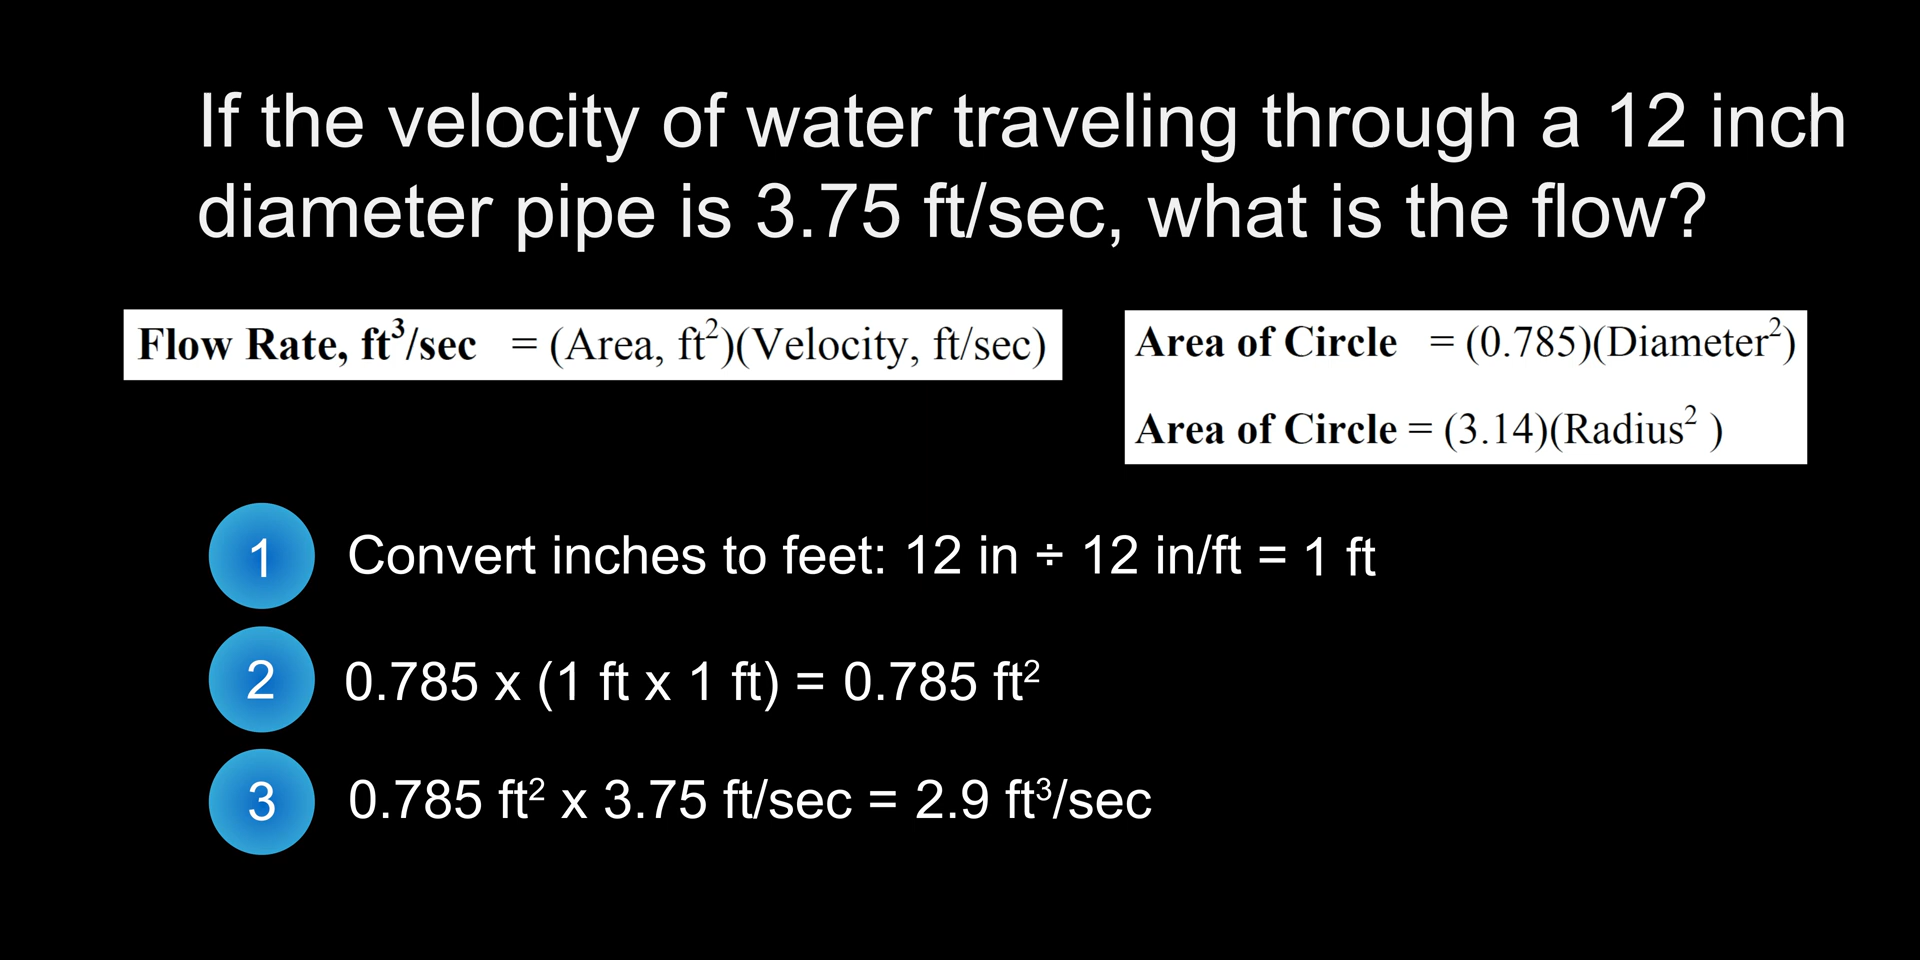 If the velocity of water traveling through a 12 inch
diameter pipe is 3.75 ft/sec, what is the flow?
Flow Rate, ft³/sec = (Area, ft²)(Velocity, ft/sec)
Area of Circle = (0.785)(Diameter²)
Area of Circle = (3.14)(Radius² )
1 Convert inches to feet: 12 in ÷ 12 in/ft = 1 ft
2 0.785 x (1 ft x 1 ft) = 0.785 ft²
3 0.785 ft² x 3.75 ft/sec = 2.9 ft³/sec